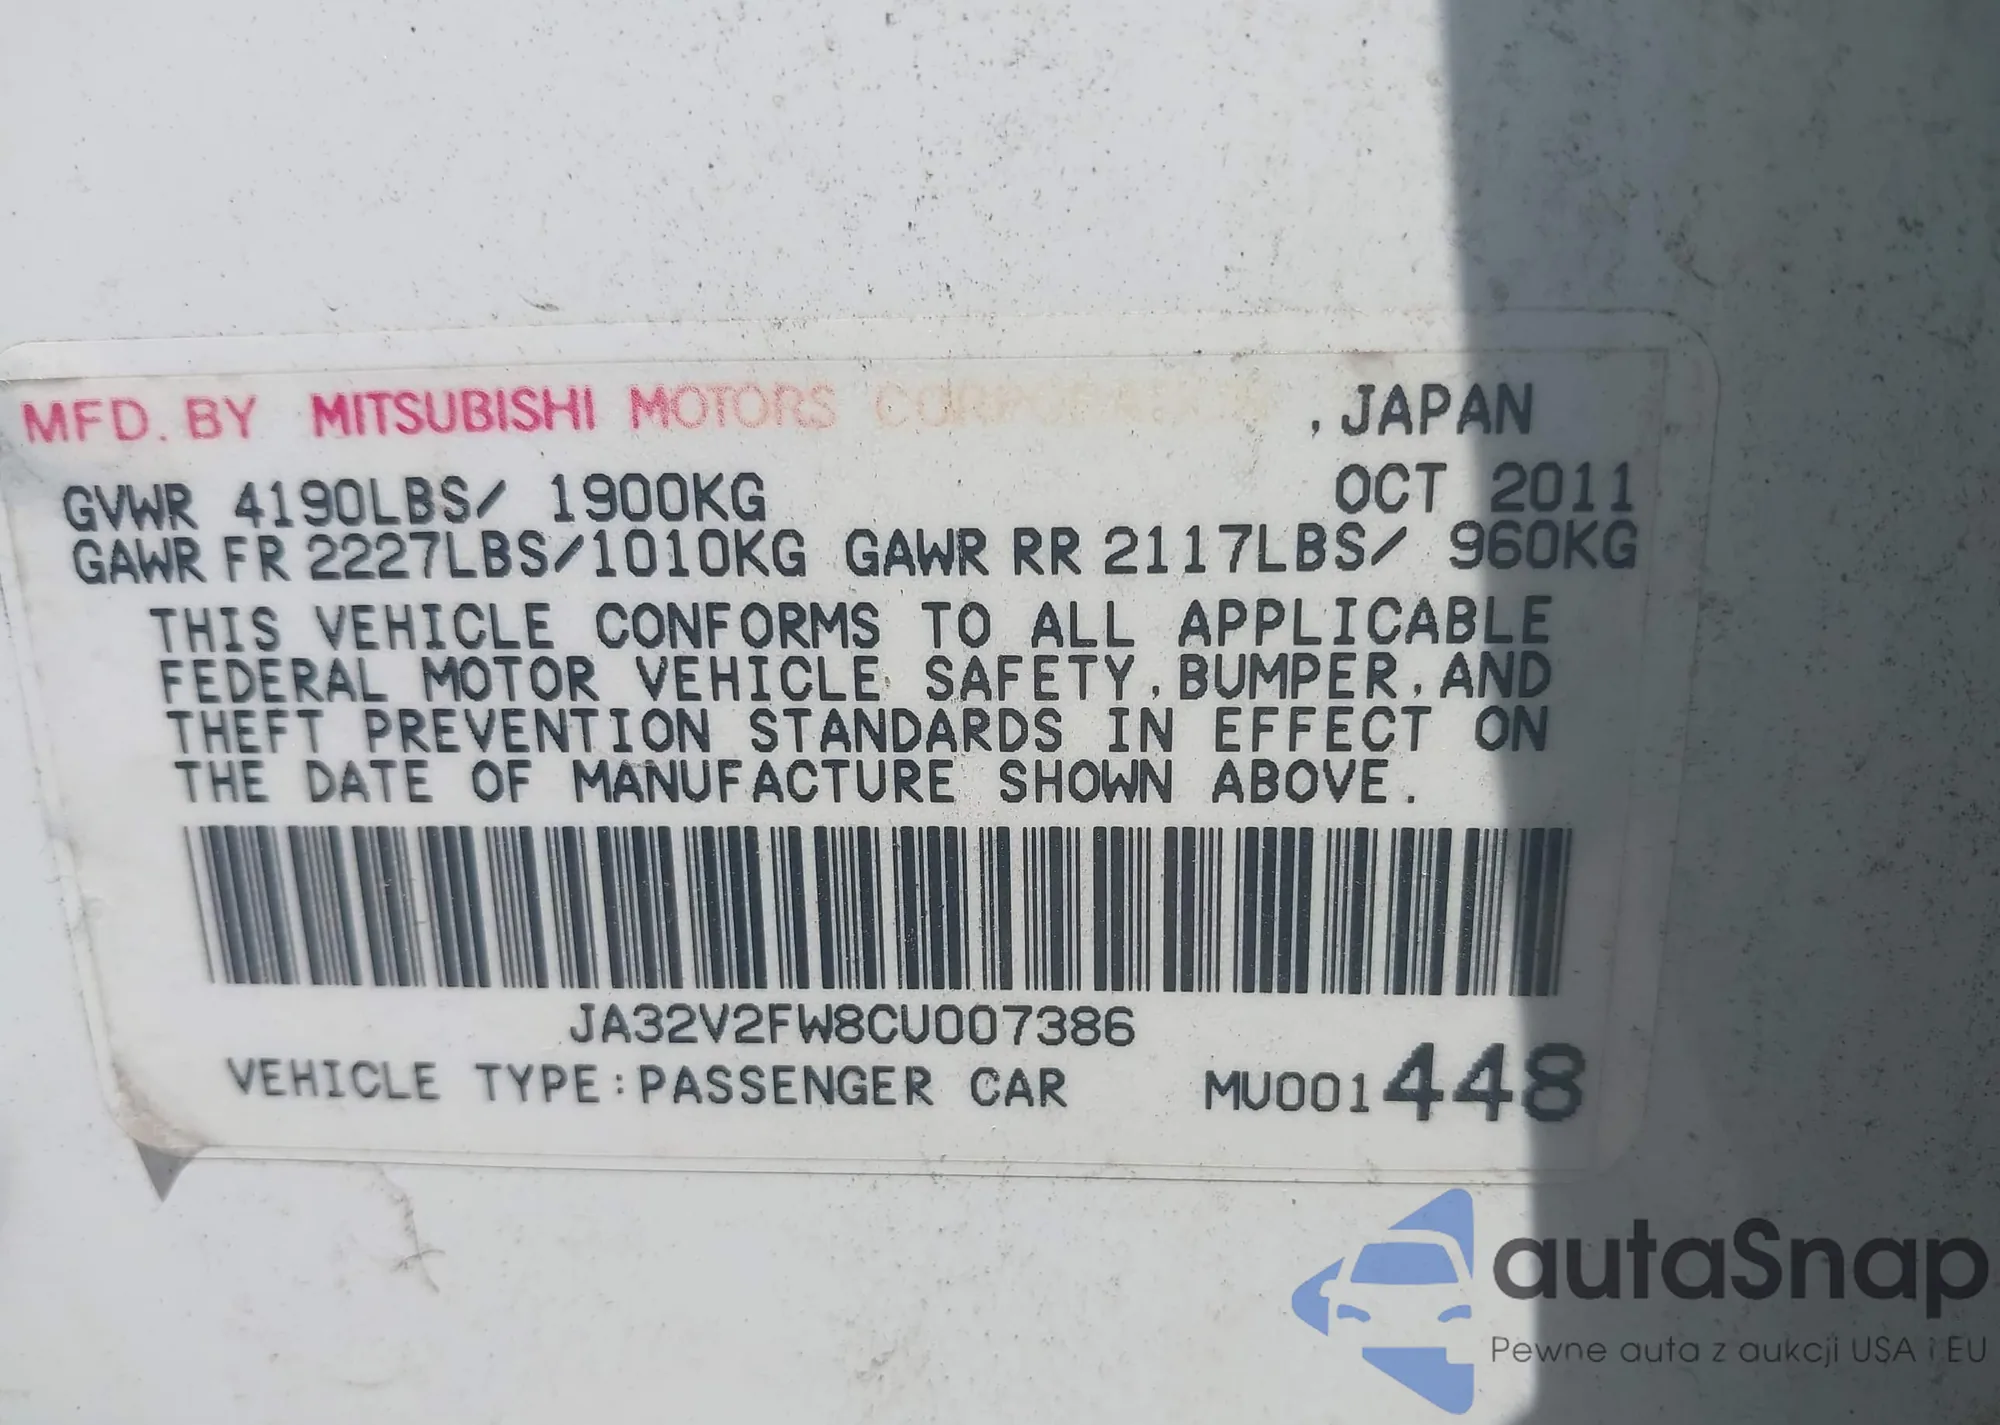 MFD. BY MITSUBISHI MOTORS CORPORATION , JAPAN
GVWR 4190LBS/ 1900KG OCT 2011
GAWR FR 2227LBS/1010KG GAWR RR 2117LBS/ 960KG
THIS VEHICLE CONFORMS TO ALL APPLICABLE
FEDERAL MOTOR VEHICLE SAFETY, BUMPER, AND
THEFT PREVENTION STANDARDS IN EFFECT ON
THE DATE OF MANUFACTURE SHOWN ABOVE.
JA32V2FW8CU007386
VEHICLE TYPE:PASSENGER CAR MU001448
autaSnap
Pewne auta z aukcji USA i EU